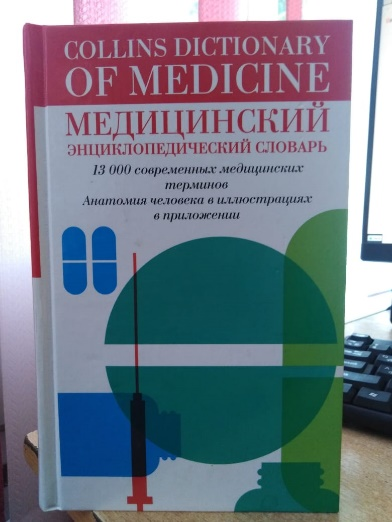 COLLINS DICTIONARY
OF MEDICINE
МЕДИЦИНСКИЙ
ЭНЦИКЛОПЕДИЧЕСКИЙ СЛОВАРЬ
13 000 современных медицинских
терминов
Анатомия человека в иллюстрациях
в приложении